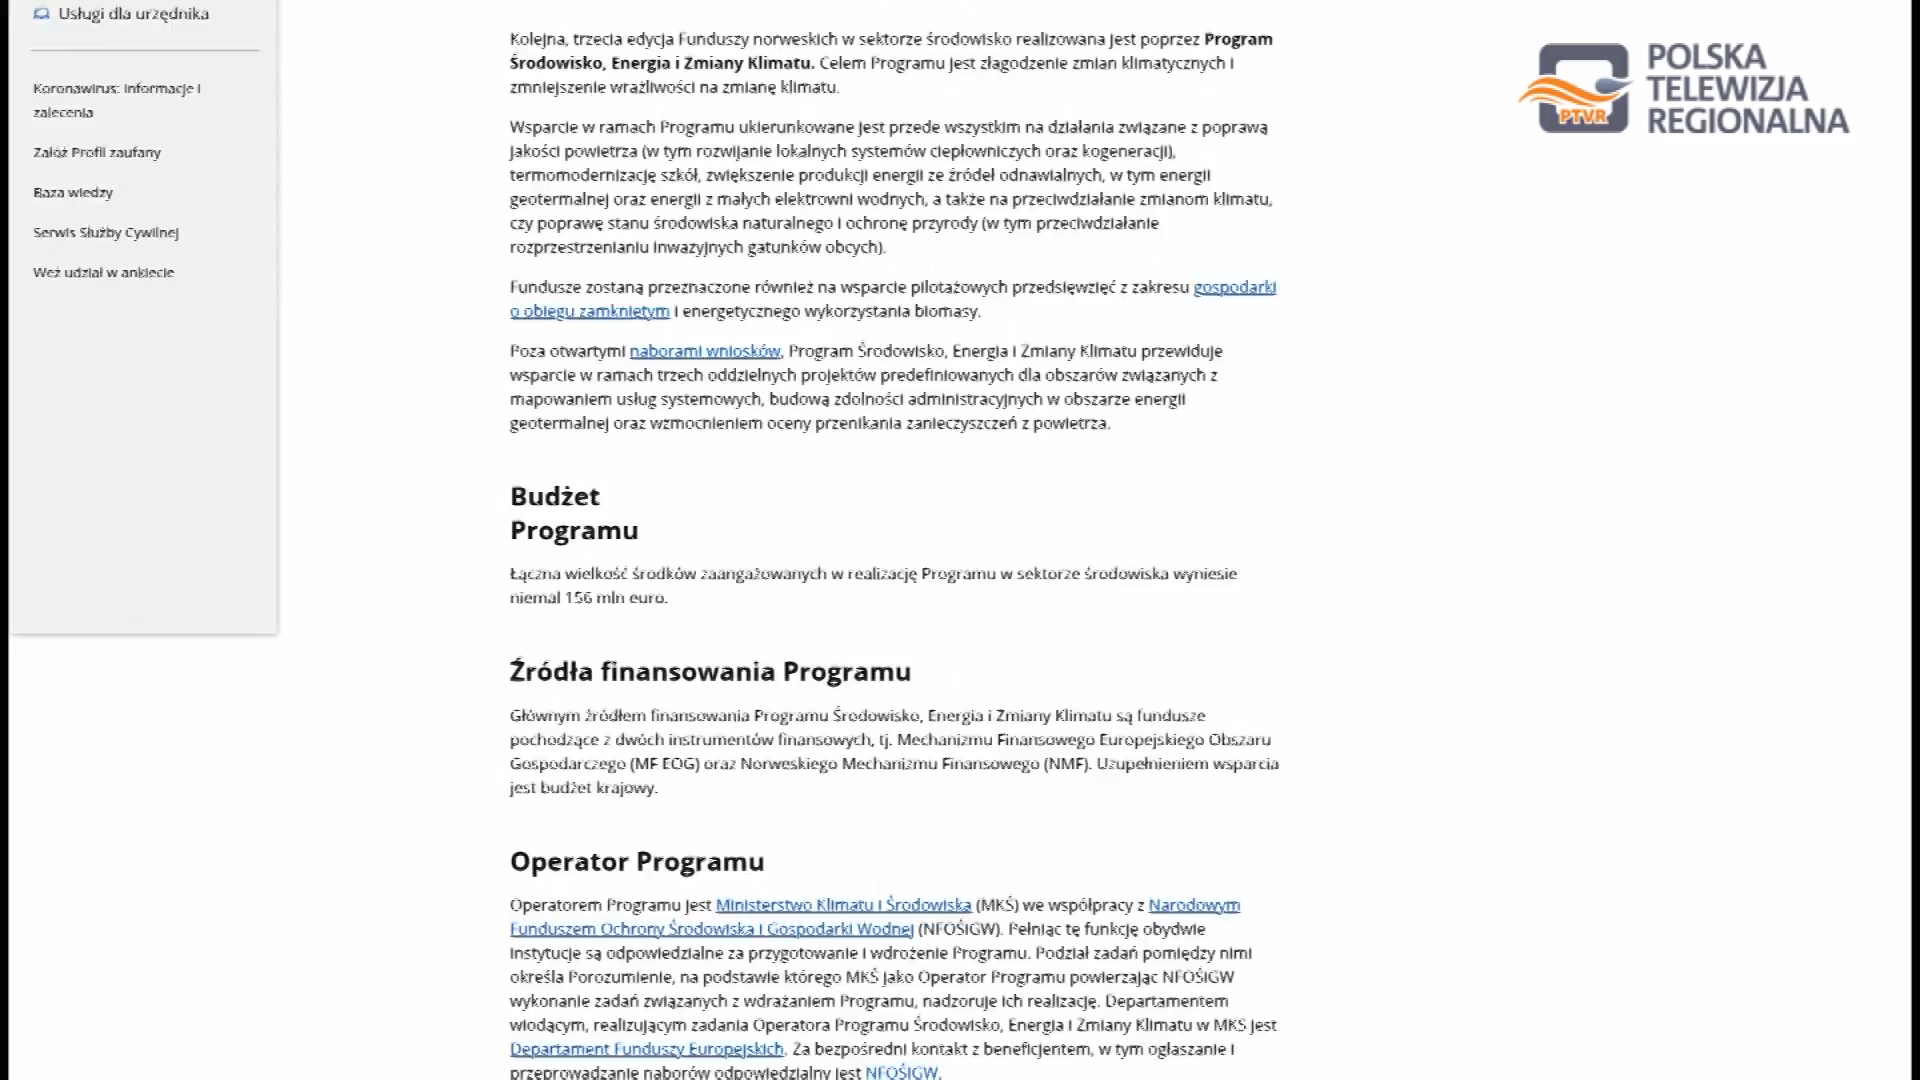 Usługi dla urzędnika
Koronawirus: informacje i
zalecenia
Załóż Profil zaufany
Baza wiedzy
Serwis Służby Cywilnej
Weź udział w ankiecie
Kolejna, trzecia edycja Funduszy norweskich w sektorze środowisko realizowana jest poprzez Program
Środowisko, Energia i Zmiany Klimatu. Celem Programu jest złagodzenie zmian klimatycznych i
zmniejszenie wrażliwości na zmianę klimatu.
Wsparcie w ramach Programu ukierunkowane jest przede wszystkim na działania związane z poprawą
jakości powietrza (w tym rozwijanie lokalnych systemów ciepłowniczych oraz kogeneracji),
termomodernizację szkół, zwiększenie produkcji energii ze źródeł odnawialnych, w tym energii
geotermalnej oraz energii z małych elektrowni wodnych, a także na przeciwdziałanie zmianom klimatu,
czy poprawę stanu środowiska naturalnego i ochronę przyrody (w tym przeciwdziałanie
rozprzestrzenianiu inwazyjnych gatunków obcych).
Fundusze zostaną przeznaczone również na wsparcie pilotażowych przedsięwzięć z zakresu gospodarki
o obiegu zamkniętym i energetycznego wykorzystania biomasy.
Poza otwartymi naborami wniosków, Program Środowisko, Energia i Zmiany Klimatu przewiduje
wsparcie w ramach trzech oddzielnych projektów predefiniowanych dla obszarów związanych z
mapowaniem usług systemowych, budową zdolności administracyjnych w obszarze energii
geotermalnej oraz wzmocnieniem oceny przenikania zanieczyszczeń z powietrza.
Budżet
Programu
Łączna wielkość środków zaangażowanych w realizację Programu w sektorze środowiska wyniesie
niemal 156 mln euro.
Źródła finansowania Programu
Głównym źródłem finansowania Programu Środowisko, Energia i Zmiany Klimatu są fundusze
pochodzące z dwóch instrumentów finansowych, tj. Mechanizmu Finansowego Europejskiego Obszaru
Gospodarczego (MF EOG) oraz Norweskiego Mechanizmu Finansowego (NMF). Uzupełnieniem wsparcia
jest budżet krajowy.
Operator Programu
Operatorem Programu jest Ministerstwo Klimatu i Środowiska (MKŚ) we współpracy z Narodowym
Funduszem Ochrony Środowiska i Gospodarki Wodnej (NFOŚiGW). Pełniąc tę funkcję obydwie
instytucje są odpowiedzialne za przygotowanie i wdrożenie Programu. Podział zadań pomiędzy nimi
określa Porozumienie, na podstawie którego MKŚ jako Operator Programu powierzając NFOŚiGW
wykonanie zadań związanych z wdrażaniem Programu, nadzoruje ich realizację. Departamentem
wiodącym, realizującym zadania Operatora Programu Środowisko, Energia i Zmiany Klimatu w MKŚ jest
Departament Funduszy Europejskich. Za bezpośredni kontakt z beneficjentem, w tym ogłaszanie i
przeprowadzanie naborów odpowiedzialny jest NFOŚiGW.
POLSKA
TELEWIZJA
REGIONALNA
PTVR